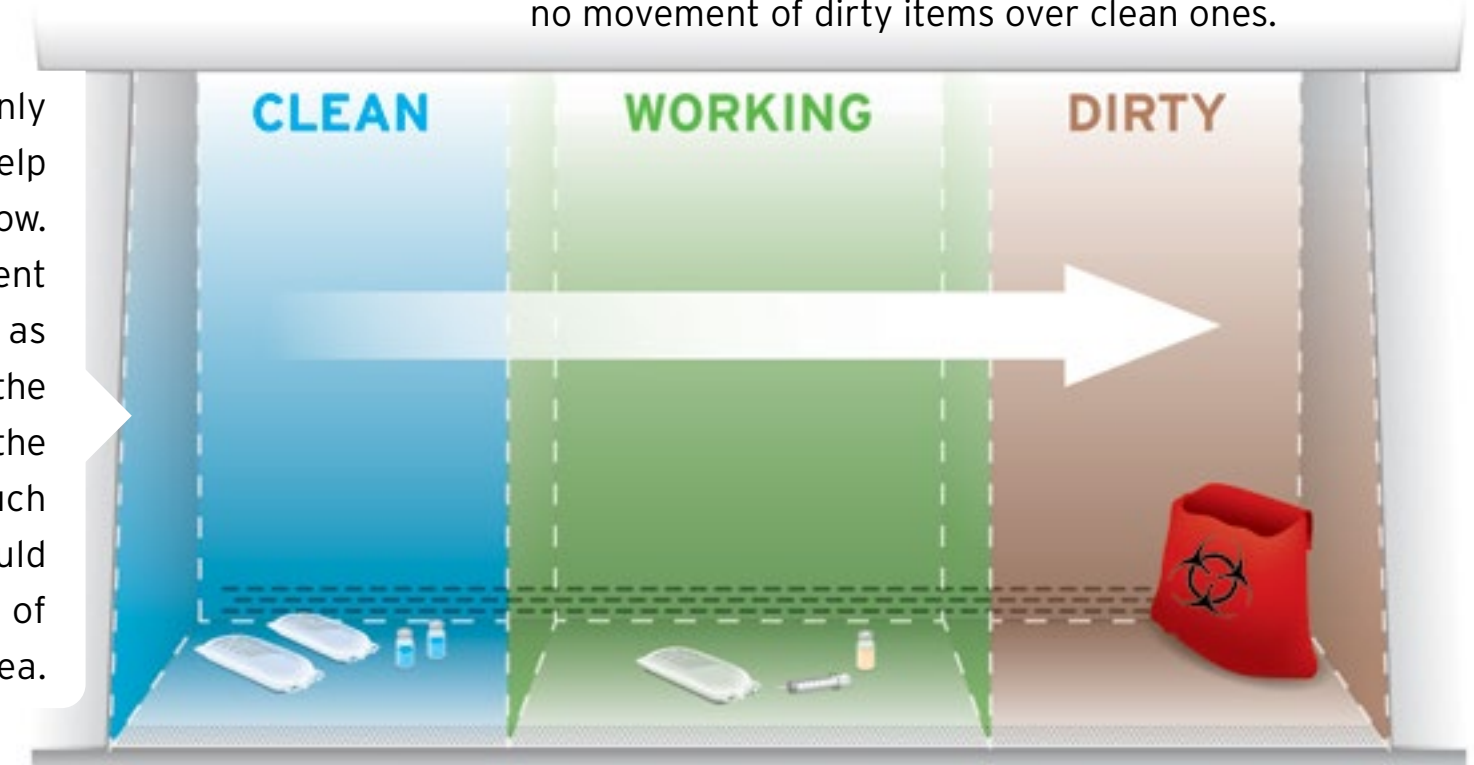 no movement of dirty items over clean ones.
CLEAN
WORKING
DIRTY
nly
elp
ow.
ent
as
the
the
uch
uld
of
ea.